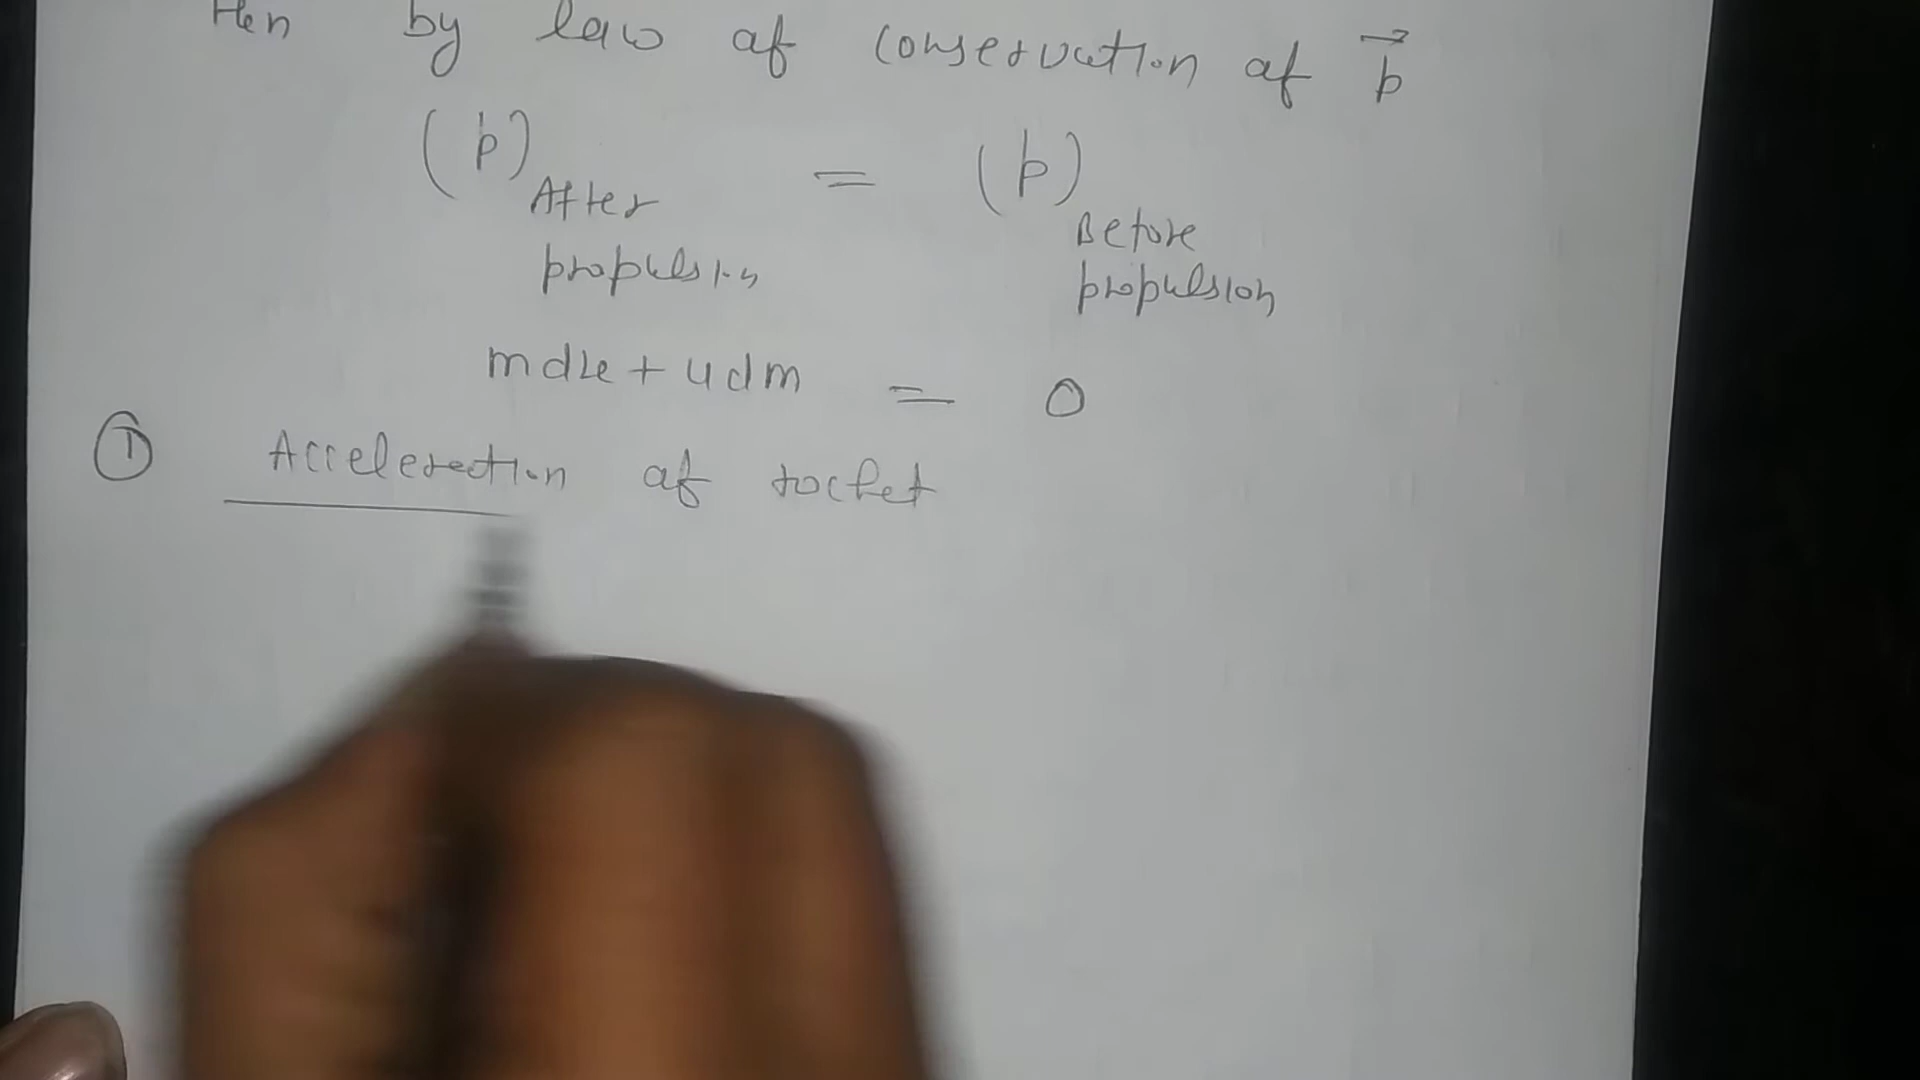 then by law of conservation of p⃗
(p) After propulsion = (p) Before propulsion
mdv + udm = 0
① Acceleration of rocket